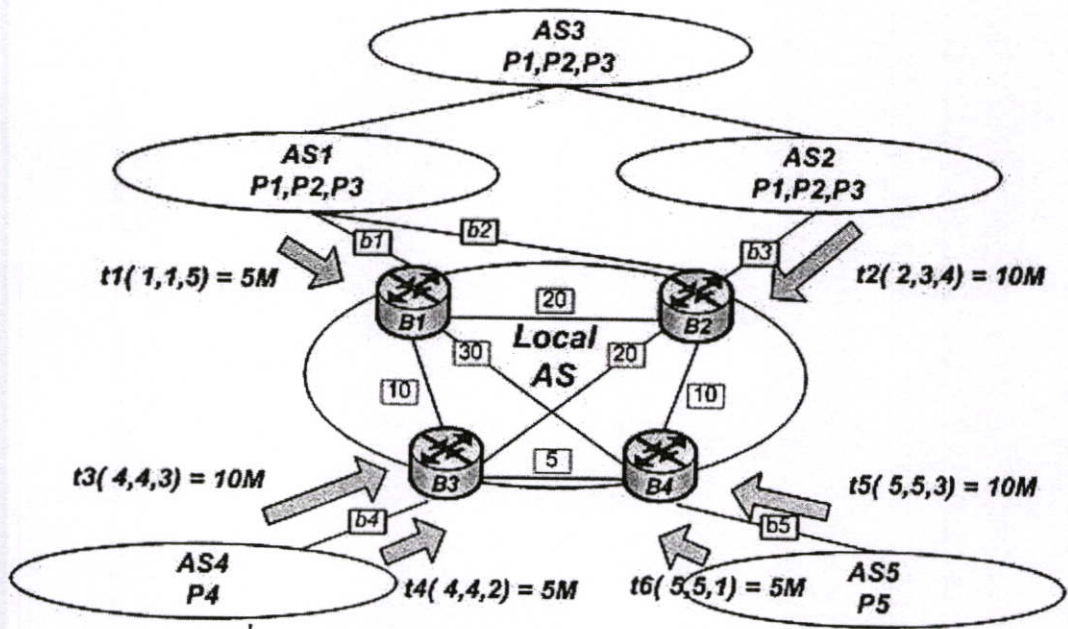 AS3
P1,P2,P3
AS1
P1,P2,P3
AS2
P1,P2,P3
b1
b2
b3
t1( 1,1,5) = 5M
t2( 2,3,4) = 10M
B1
20
B2
Local
AS
30
20
10
10
B3
5
B4
t3( 4,4,3) = 10M
t5( 5,5,3) = 10M
b4
b5
AS4
P4
t4( 4,4,2) = 5M
t6( 5,5,1) = 5M
AS5
P5